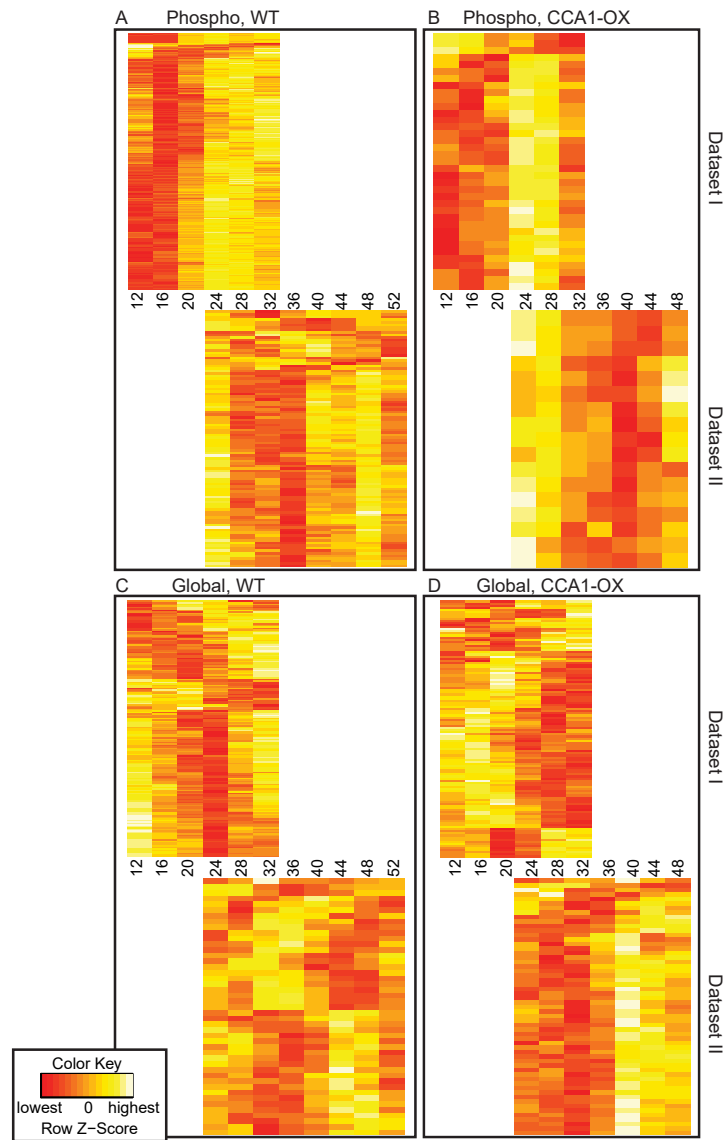 A Phospho, WT
B Phospho, CCA1-OX
Dataset I
12 16 20 24 28 32 36 40 44 48 52
12 16 20 24 28 32 36 40 44 48
Dataset II
C Global, WT
D Global, CCA1-OX
Dataset I
12 16 20 24 28 32 36 40 44 48 52
12 16 20 24 28 32 36 40 44 48
Dataset II
Color Key
lowest 0 highest
Row Z−Score